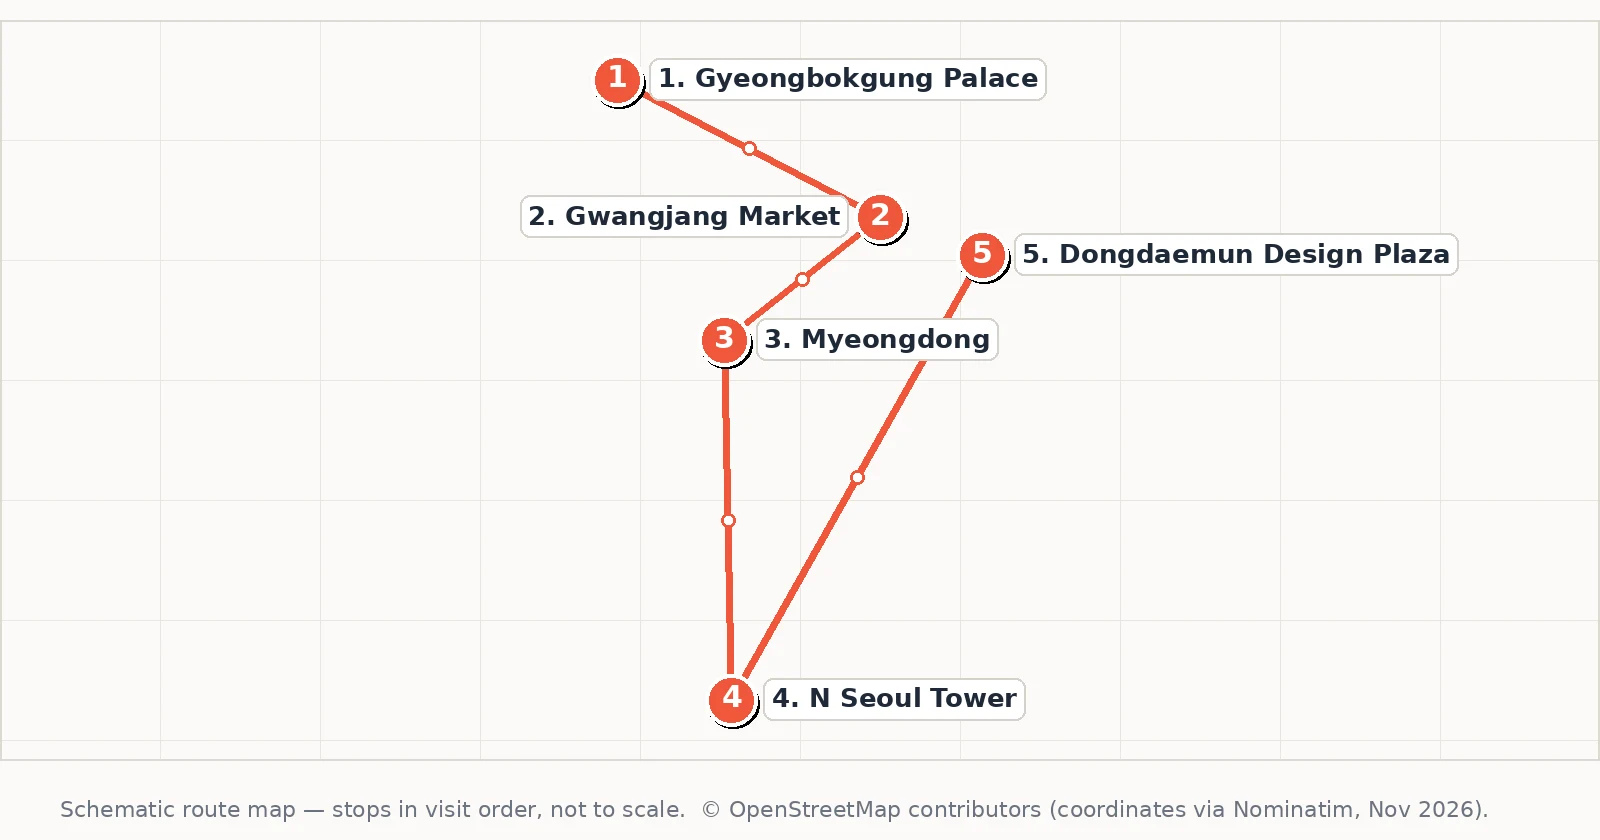 1
1. Gyeongbokgung Palace
2. Gwangjang Market
2
5
5. Dongdaemun Design Plaza
3
3. Myeongdong
4
4. N Seoul Tower
Schematic route map — stops in visit order, not to scale.  © OpenStreetMap contributors (coordinates via Nominatim, Nov 2026).